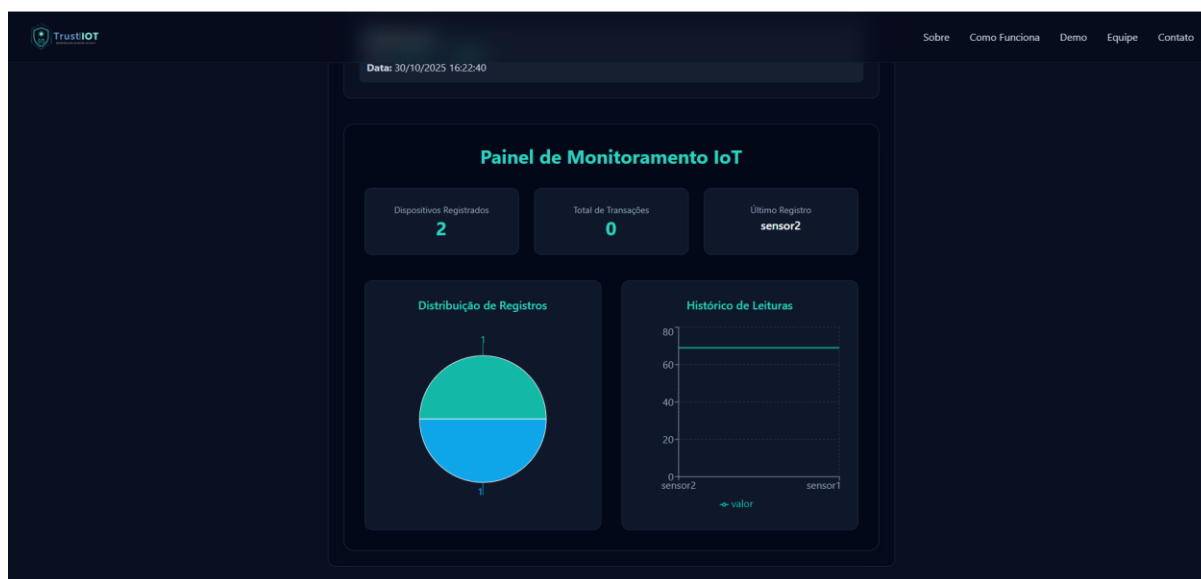 TrustIOT
Sobre Como Funciona Demo Equipe Contato
Data: 30/10/2025 16:22:40
Painel de Monitoramento IoT
Dispositivos Registrados
2
Total de Transações
0
Último Registro
sensor2
Distribuição de Registros
1
1
Histórico de Leituras
80
60
40
20
0
sensor2 sensor1
valor